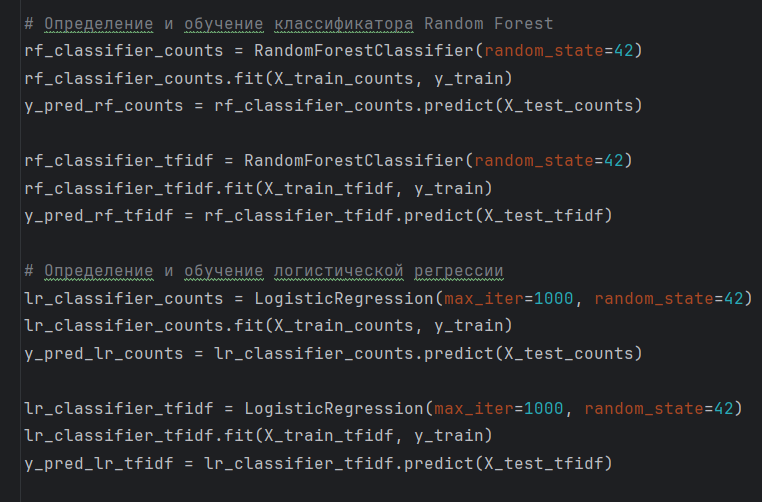 # Определение и обучение классификатора Random Forest
rf_classifier_counts = RandomForestClassifier(random_state=42)
rf_classifier_counts.fit(X_train_counts, y_train)
y_pred_rf_counts = rf_classifier_counts.predict(X_test_counts)
rf_classifier_tfidf = RandomForestClassifier(random_state=42)
rf_classifier_tfidf.fit(X_train_tfidf, y_train)
y_pred_rf_tfidf = rf_classifier_tfidf.predict(X_test_tfidf)
# Определение и обучение логистической регрессии
lr_classifier_counts = LogisticRegression(max_iter=1000, random_state=42)
lr_classifier_counts.fit(X_train_counts, y_train)
y_pred_lr_counts = lr_classifier_counts.predict(X_test_counts)
lr_classifier_tfidf = LogisticRegression(max_iter=1000, random_state=42)
lr_classifier_tfidf.fit(X_train_tfidf, y_train)
y_pred_lr_tfidf = lr_classifier_tfidf.predict(X_test_tfidf)